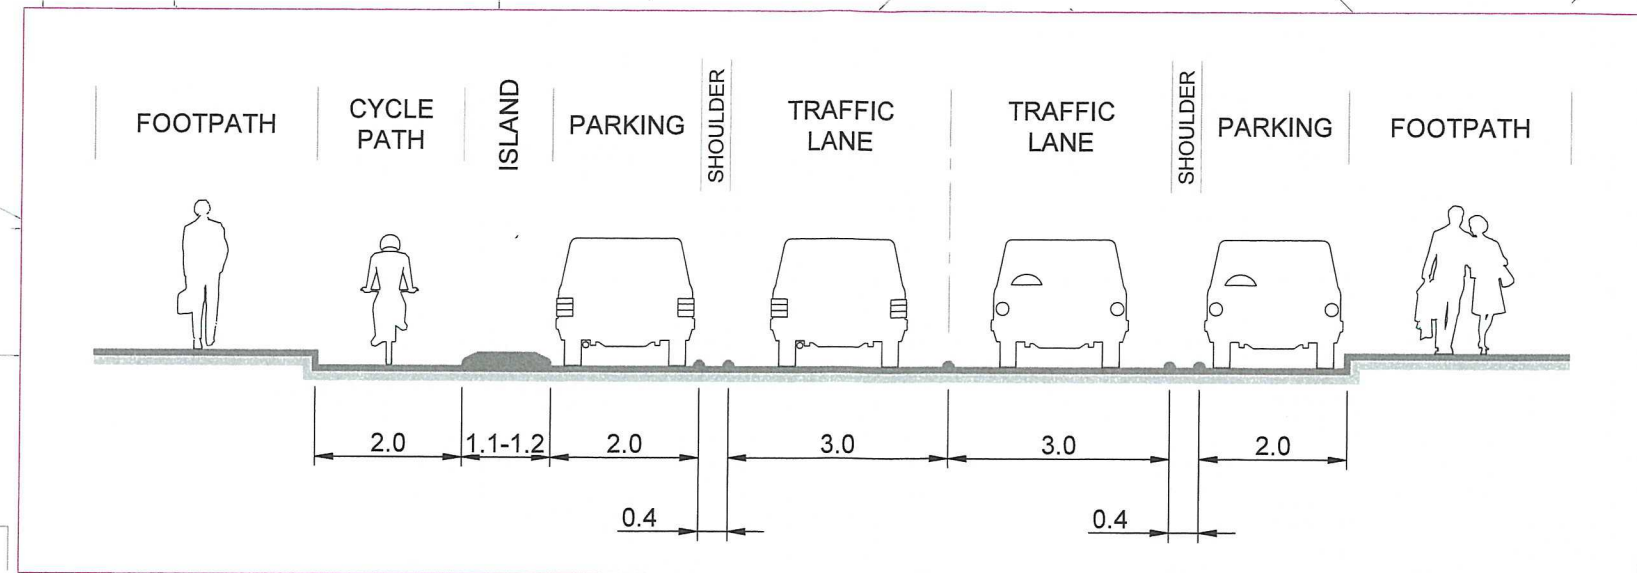 FOOTPATH
CYCLE
PATH
ISLAND
PARKING
SHOULDER
TRAFFIC
LANE
TRAFFIC
LANE
SHOULDER
PARKING
FOOTPATH
2.0
1.1-1.2
2.0
3.0
3.0
2.0
0.4
0.4